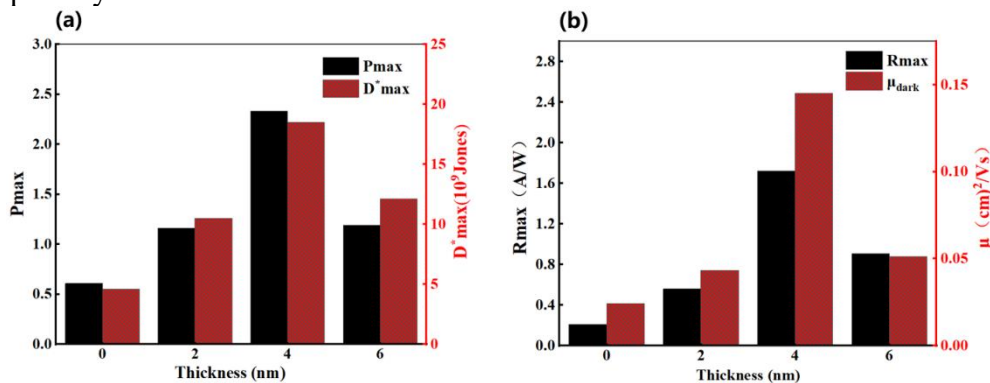 (a)
3.0
2.5
2.0
1.5
1.0
0.5
0.0
Pmax
Pmax
D*max
25
20
15
10
5
0
D*max(10⁹Jones)
0 2 4 6
Thickness (nm)
(b)
2.8
2.4
2.0
1.6
1.2
0.8
0.4
0.0
Rmax（A/W）
Rmax
μdark
0.15
0.10
0.05
0.00
μ（cm)²/Vs）
0 2 4 6
Thickness (nm)